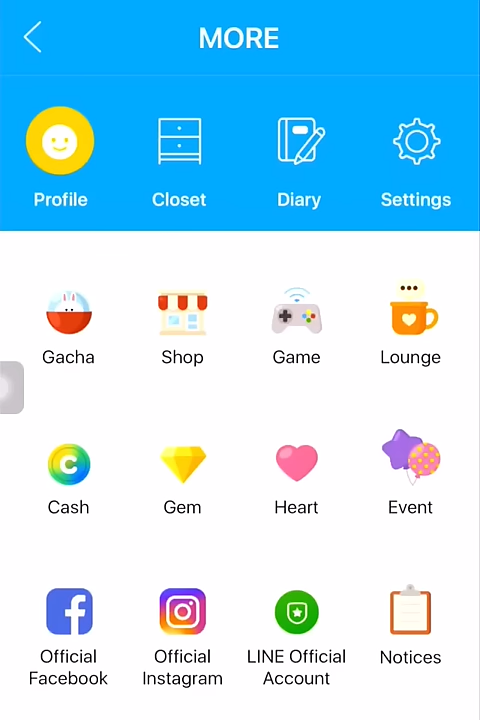 MORE
Profile
Closet
Diary
Settings
Gacha
Shop
Game
Lounge
Cash
Gem
Heart
Event
Official
Facebook
Official
Instagram
LINE Official
Account
Notices